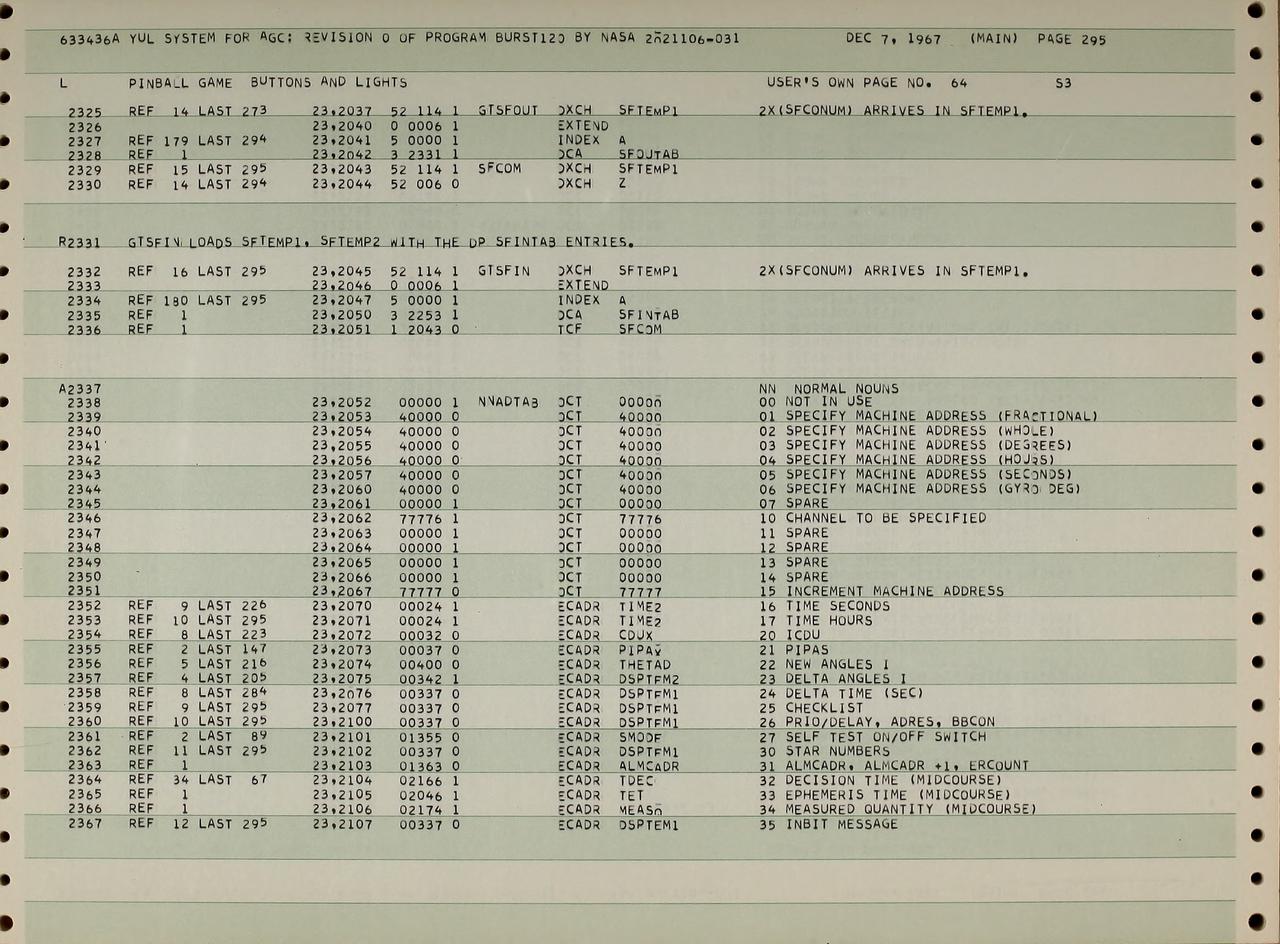 633436A YUL SYSTEM FOR AGC: REVISION 0 OF PROGRAM BURST120 BY NASA 2021106-031 DEC 7, 1967 (MAIN) PAGE 295
L PINBALL GAME BUTTONS AND LIGHTS USER'S OWN PAGE NO. 64 S3
2325 REF 14 LAST 273 23,2037 52 114 1 GTSFOUT DXCH SFTEMP1 2X(SFCONUM) ARRIVES IN SFTEMP1.
2326 23,2040 0 0006 1 EXTEND
2327 REF 179 LAST 294 23,2041 5 0000 1 INDEX A
2328 REF 1 23,2042 3 2331 1 DCA SFOUTAB
2329 REF 15 LAST 295 23,2043 52 114 1 SFCOM DXCH SFTEMP1
2330 REF 14 LAST 294 23,2044 52 006 0 DXCH Z
R2331 GTSFIN LOADS SFTEMP1, SFTEMP2 WITH THE DP SFINTAB ENTRIES.
2332 REF 16 LAST 295 23,2045 52 114 1 GTSFIN DXCH SFTEMP1 2X(SFCONUM) ARRIVES IN SFTEMP1.
2333 23,2046 0 0006 1 EXTEND
2334 REF 180 LAST 295 23,2047 5 0000 1 INDEX A
2335 REF 1 23,2050 3 2253 1 DCA SFINTAB
2336 REF 1 23,2051 1 2043 0 TCF SFCOM
A2337 NN NORMAL NOUNS
2338 23,2052 00000 1 NNADTAB OCT 00000 00 NOT IN USE
2339 23,2053 40000 0 OCT 40000 01 SPECIFY MACHINE ADDRESS (FRACTIONAL)
2340 23,2054 40000 0 OCT 40000 02 SPECIFY MACHINE ADDRESS (WHOLE)
2341 23,2055 40000 0 OCT 40000 03 SPECIFY MACHINE ADDRESS (DEGREES)
2342 23,2056 40000 0 OCT 40000 04 SPECIFY MACHINE ADDRESS (HOURS)
2343 23,2057 40000 0 OCT 40000 05 SPECIFY MACHINE ADDRESS (SECONDS)
2344 23,2060 40000 0 OCT 40000 06 SPECIFY MACHINE ADDRESS (GYRO DEG)
2345 23,2061 00000 1 OCT 00000 07 SPARE
2346 23,2062 77776 1 OCT 77776 10 CHANNEL TO BE SPECIFIED
2347 23,2063 00000 1 OCT 00000 11 SPARE
2348 23,2064 00000 1 OCT 00000 12 SPARE
2349 23,2065 00000 1 OCT 00000 13 SPARE
2350 23,2066 00000 1 OCT 00000 14 SPARE
2351 23,2067 77777 0 OCT 77777 15 INCREMENT MACHINE ADDRESS
2352 REF 9 LAST 226 23,2070 00024 1 ECADR TIME2 16 TIME SECONDS
2353 REF 10 LAST 295 23,2071 00024 1 ECADR TIME2 17 TIME HOURS
2354 REF 8 LAST 223 23,2072 00032 0 ECADR CDUX 20 ICDU
2355 REF 2 LAST 147 23,2073 00037 0 ECADR PIPAX 21 PIPAS
2356 REF 5 LAST 216 23,2074 00400 0 ECADR THETAD 22 NEW ANGLES I
2357 REF 4 LAST 205 23,2075 00342 1 ECADR DSPTEM2 23 DELTA ANGLES I
2358 REF 8 LAST 284 23,2076 00337 0 ECADR DSPTEM1 24 DELTA TIME (SEC)
2359 REF 9 LAST 295 23,2077 00337 0 ECADR DSPTEM1 25 CHECKLIST
2360 REF 10 LAST 295 23,2100 00337 0 ECADR DSPTEM1 26 PRIO/DELAY, ADRES, BBCON
2361 REF 2 LAST 89 23,2101 01355 0 ECADR SMODE 27 SELF TEST ON/OFF SWITCH
2362 REF 11 LAST 295 23,2102 00337 0 ECADR DSPTEM1 30 STAR NUMBERS
2363 REF 1 23,2103 01363 0 ECADR ALMCADR 31 ALMCADR, ALMCADR +1, ERCOUNT
2364 REF 34 LAST 67 23,2104 02166 1 ECADR TDEC 32 DECISION TIME (MIDCOURSE)
2365 REF 1 23,2105 02046 1 ECADR TET 33 EPHEMERIS TIME (MIDCOURSE)
2366 REF 1 23,2106 02174 1 ECADR MEASQ 34 MEASURED QUANTITY (MIDCOURSE)
2367 REF 12 LAST 295 23,2107 00337 0 ECADR DSPTEM1 35 INBIT MESSAGE